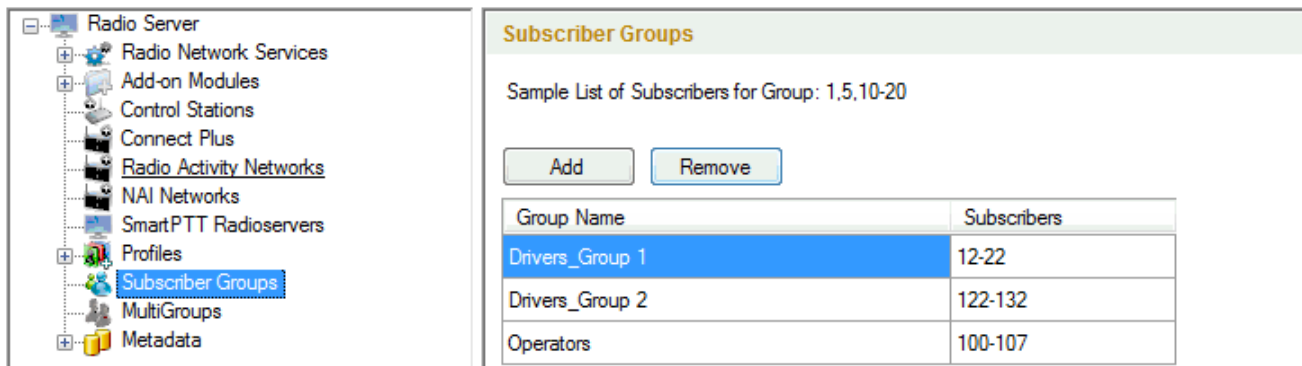 Radio Server
Radio Network Services
Add-on Modules
Control Stations
Connect Plus
Radio Activity Networks
NAI Networks
SmartPTT Radioservers
Profiles
Subscriber Groups
MultiGroups
Metadata
Subscriber Groups
Sample List of Subscribers for Group: 1,5,10-20
Add Remove
Group Name Subscribers
Drivers_Group 1 12-22
Drivers_Group 2 122-132
Operators 100-107